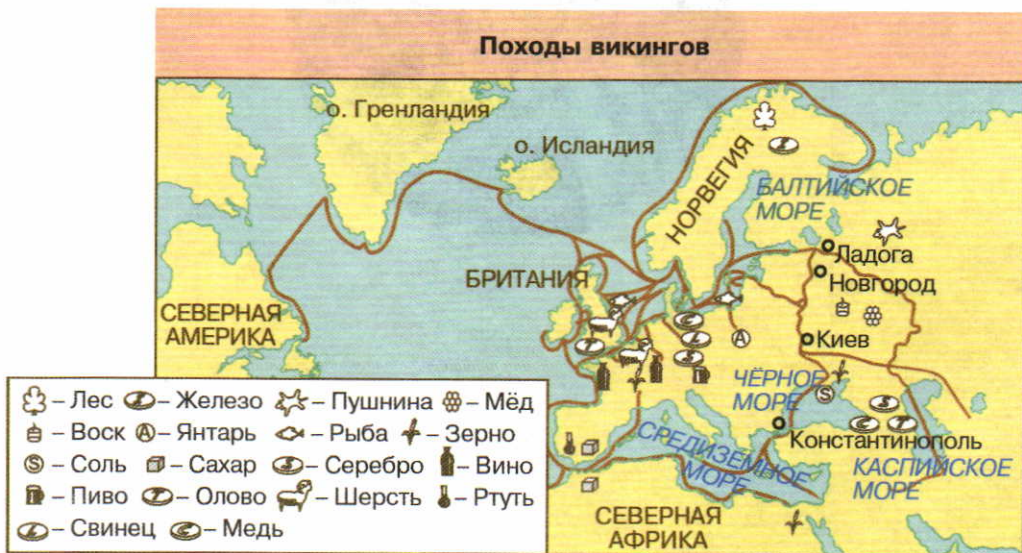 Походы викингов
о. Гренландия
о. Исландия
НОРВЕГИЯ
БАЛТИЙСКОЕ
МОРЕ
Ладога
БРИТАНИЯ
Новгород
СЕВЕРНАЯ
АМЕРИКА
Киев
ЧЁРНОЕ
МОРЕ
Константинополь
СРЕДИЗЕМНОЕ
МОРЕ
КАСПИЙСКОЕ
МОРЕ
СЕВЕРНАЯ
АФРИКА
– Лес – Железо – Пушнина – Мёд
– Воск – Янтарь – Рыба – Зерно
– Соль – Сахар – Серебро – Вино
– Пиво – Олово – Шерсть – Ртуть
– Свинец – Медь